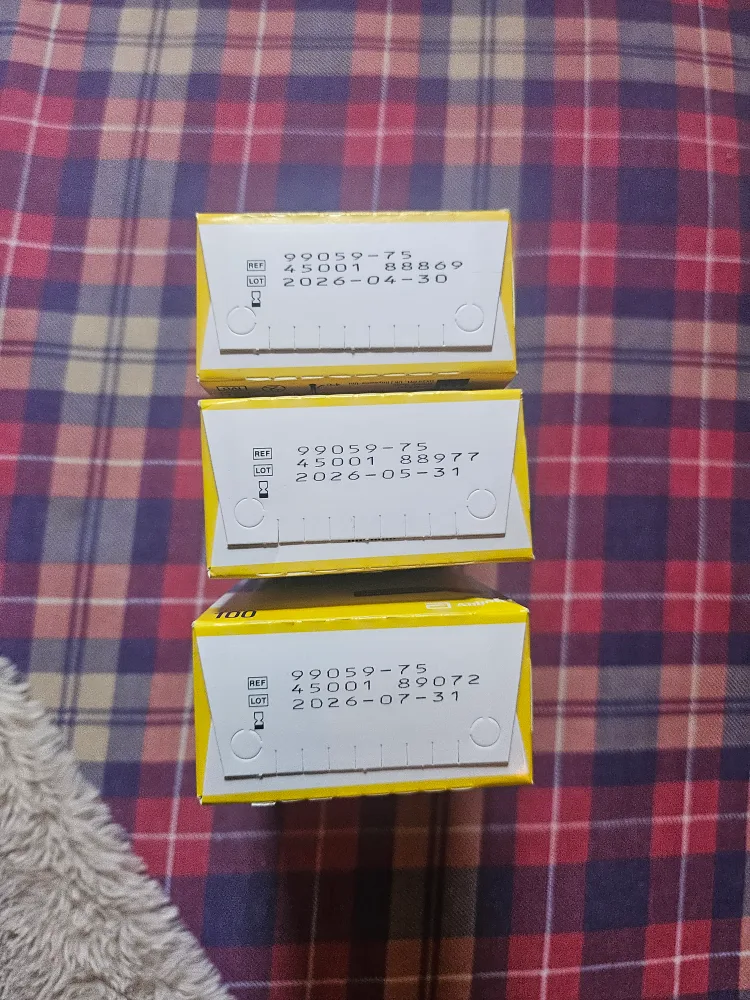 REF 99059-75
LOT 45001 88869
2026-04-30
REF 99059-75
LOT 45001 88977
2026-05-31
100
REF 99059-75
LOT 45001 89072
2026-07-31